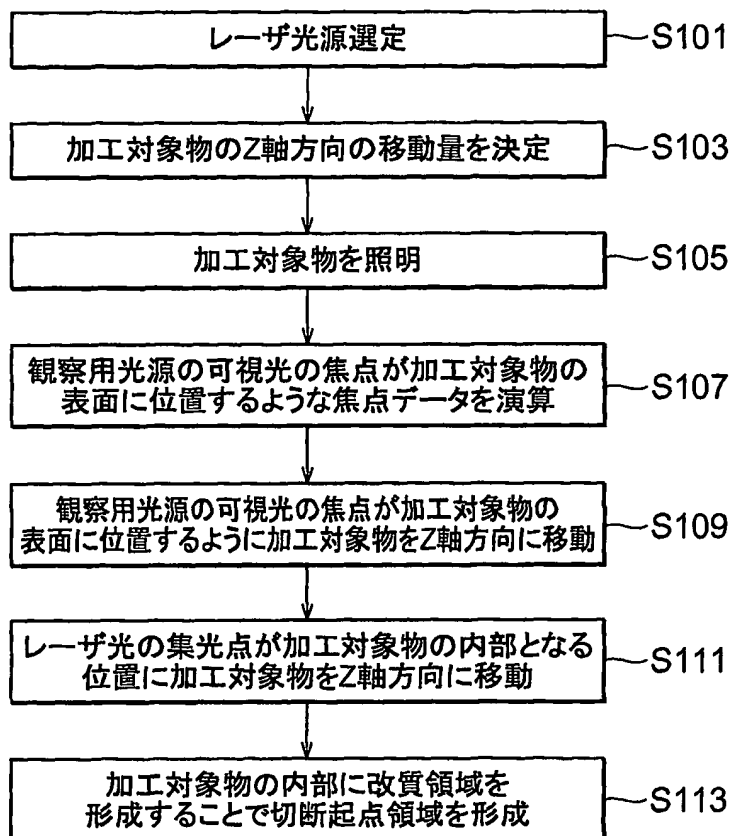 レーザ光源選定
S101
加工対象物のZ軸方向の移動量を決定
S103
加工対象物を照明
S105
観察用光源の可視光の焦点が加工対象物の
表面に位置するような焦点データを演算
S107
観察用光源の可視光の焦点が加工対象物の
表面に位置するように加工対象物をZ軸方向に移動
S109
レーザ光の集光点が加工対象物の内部となる
位置に加工対象物をZ軸方向に移動
S111
加工対象物の内部に改質領域を
形成することで切断起点領域を形成
S113